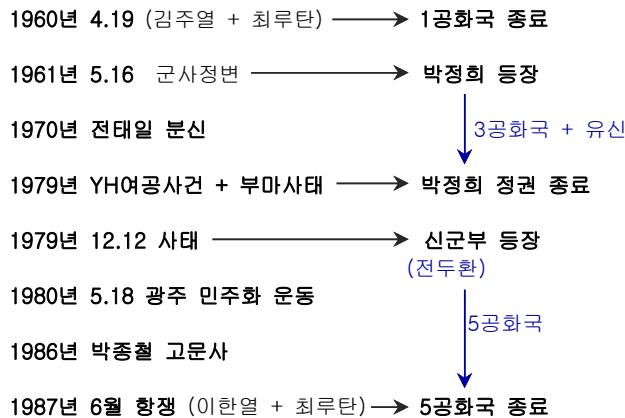 1960년 4.19 (김주열 + 최루탄) → 1공화국 종료
1961년 5.16 군사정변 → 박정희 등장
1970년 전태일 분신
3공화국 + 유신
1979년 YH여공사건 + 부마사태 → 박정희 정권 종료
1979년 12.12 사태 → 신군부 등장
(전두환)
1980년 5.18 광주 민주화 운동
5공화국
1986년 박종철 고문사
1987년 6월 항쟁 (이한열 + 최루탄) → 5공화국 종료